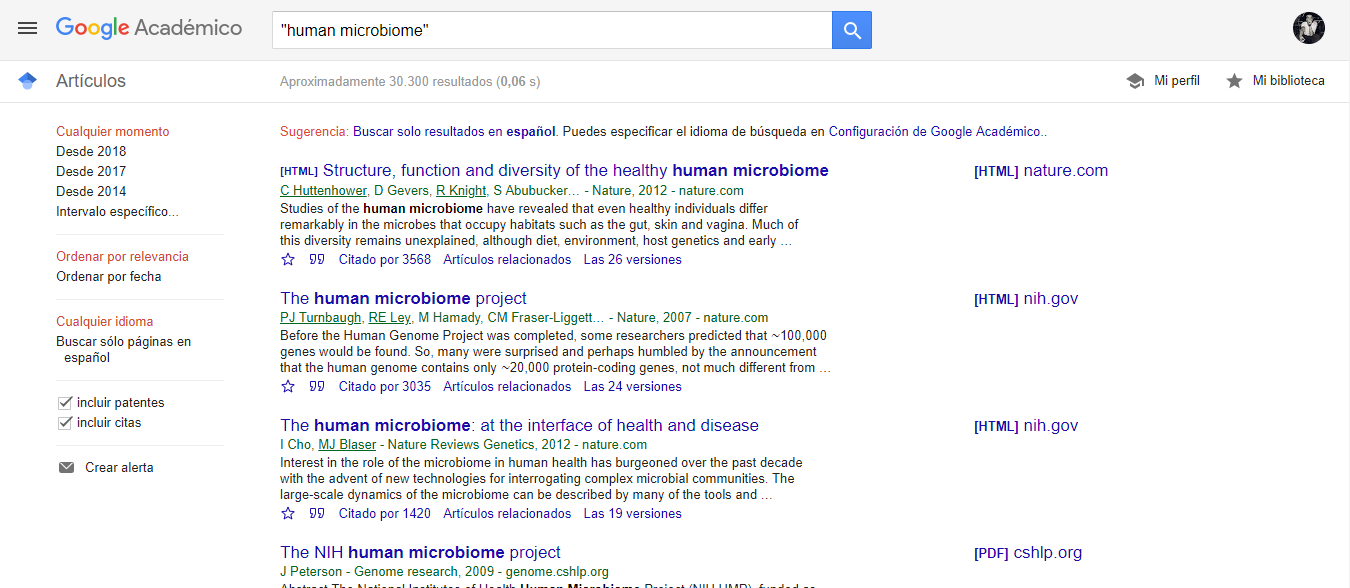 Google Académico
"human microbiome"
Artículos
Aproximadamente 30.300 resultados (0,06 s)
Mi perfil
Mi biblioteca
Cualquier momento
Desde 2018
Desde 2017
Desde 2014
Intervalo específico...
Ordenar por relevancia
Ordenar por fecha
Cualquier idioma
Buscar sólo páginas en
español
incluir patentes
incluir citas
Crear alerta
Sugerencia: Buscar solo resultados en español. Puedes especificar el idioma de búsqueda en Configuración de Google Académico..
[HTML] Structure, function and diversity of the healthy human microbiome
[HTML] nature.com
C Huttenhower, D Gevers, R Knight, S Abubucker… - Nature, 2012 - nature.com
Studies of the human microbiome have revealed that even healthy individuals differ
remarkably in the microbes that occupy habitats such as the gut, skin and vagina. Much of
this diversity remains unexplained, although diet, environment, host genetics and early …
Citado por 3568 Artículos relacionados Las 26 versiones
The human microbiome project
[HTML] nih.gov
PJ Turnbaugh, RE Ley, M Hamady, CM Fraser-Liggett… - Nature, 2007 - nature.com
Before the Human Genome Project was completed, some researchers predicted that ~100,000
genes would be found. So, many were surprised and perhaps humbled by the announcement
that the human genome contains only ~20,000 protein-coding genes, not much different from …
Citado por 3035 Artículos relacionados Las 24 versiones
The human microbiome: at the interface of health and disease
[HTML] nih.gov
I Cho, MJ Blaser - Nature Reviews Genetics, 2012 - nature.com
Interest in the role of the microbiome in human health has burgeoned over the past decade
with the advent of new technologies for interrogating complex microbial communities. The
large-scale dynamics of the microbiome can be described by many of the tools and …
Citado por 1420 Artículos relacionados Las 19 versiones
The NIH human microbiome project
[PDF] cshlp.org
J Peterson - Genome research, 2009 - genome.cshlp.org
Abstract The National Institutes of Health Human Microbiome Project (NIH HMP), funded as